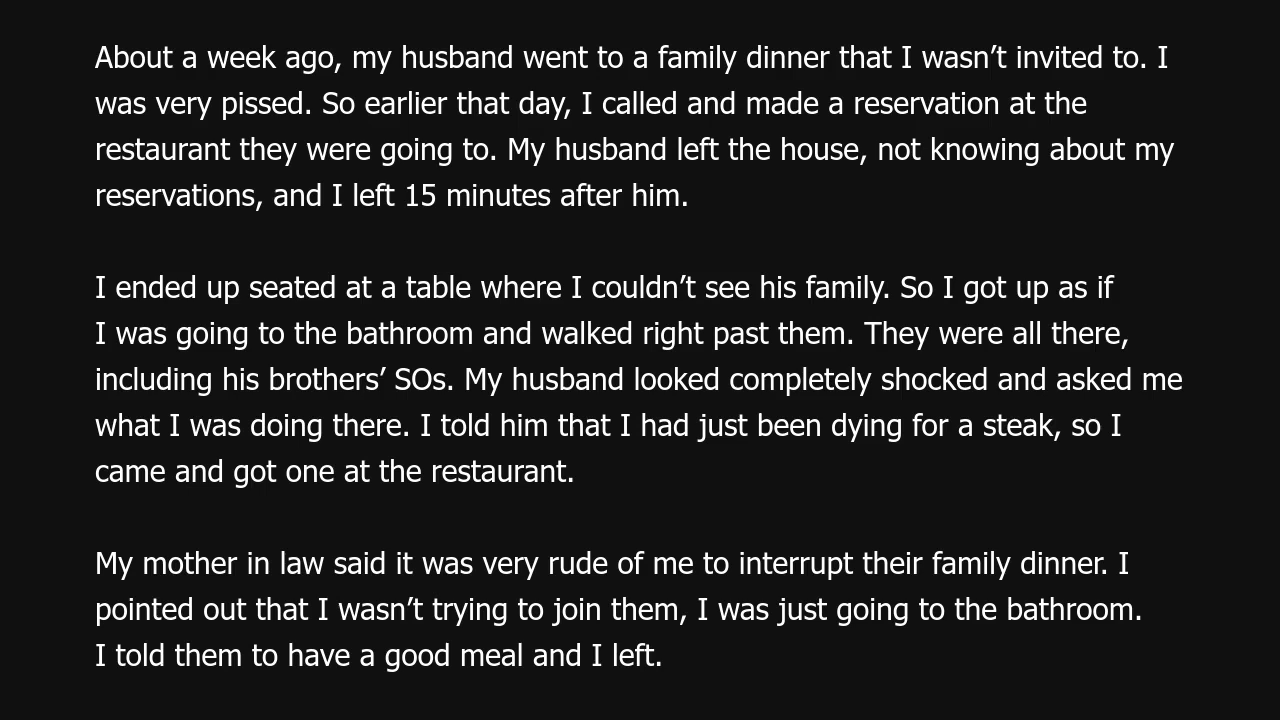 About a week ago, my husband went to a family dinner that I wasn’t invited to. I
was very pissed. So earlier that day, I called and made a reservation at the
restaurant they were going to. My husband left the house, not knowing about my
reservations, and I left 15 minutes after him.
I ended up seated at a table where I couldn’t see his family. So I got up as if
I was going to the bathroom and walked right past them. They were all there,
including his brothers’ SOs. My husband looked completely shocked and asked me
what I was doing there. I told him that I had just been dying for a steak, so I
came and got one at the restaurant.
My mother in law said it was very rude of me to interrupt their family dinner. I
pointed out that I wasn’t trying to join them, I was just going to the bathroom.
I told them to have a good meal and I left.